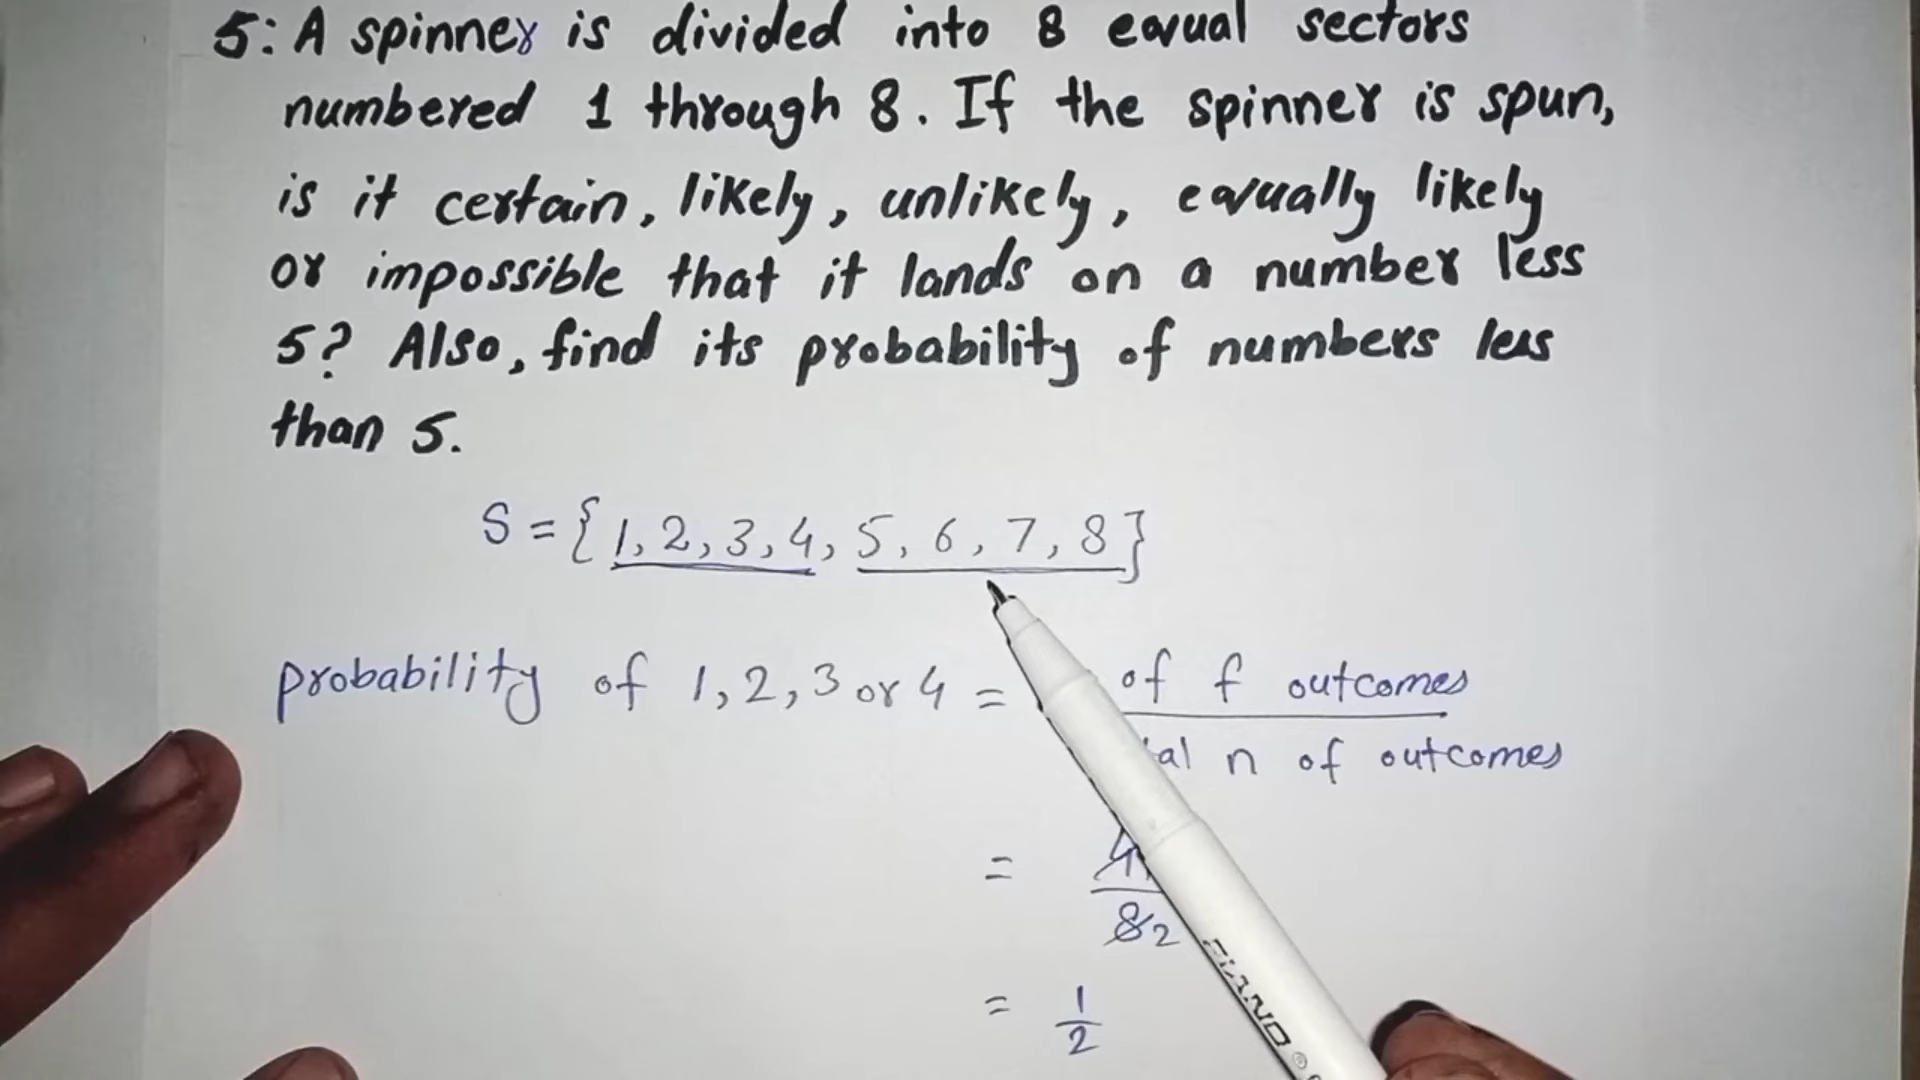 5: A spinner is divided into 8 equal sectors
numbered 1 through 8. If the spinner is spun,
is it certain, likely, unlikely, equally likely
or impossible that it lands on a number less
5? Also, find its probability of numbers less
than 5.
S = {1, 2, 3, 4, 5, 6, 7, 8}
probability of 1, 2, 3 or 4 = of f outcomes
n of outcomes
= 4
8 2
= 1
2
PIANO